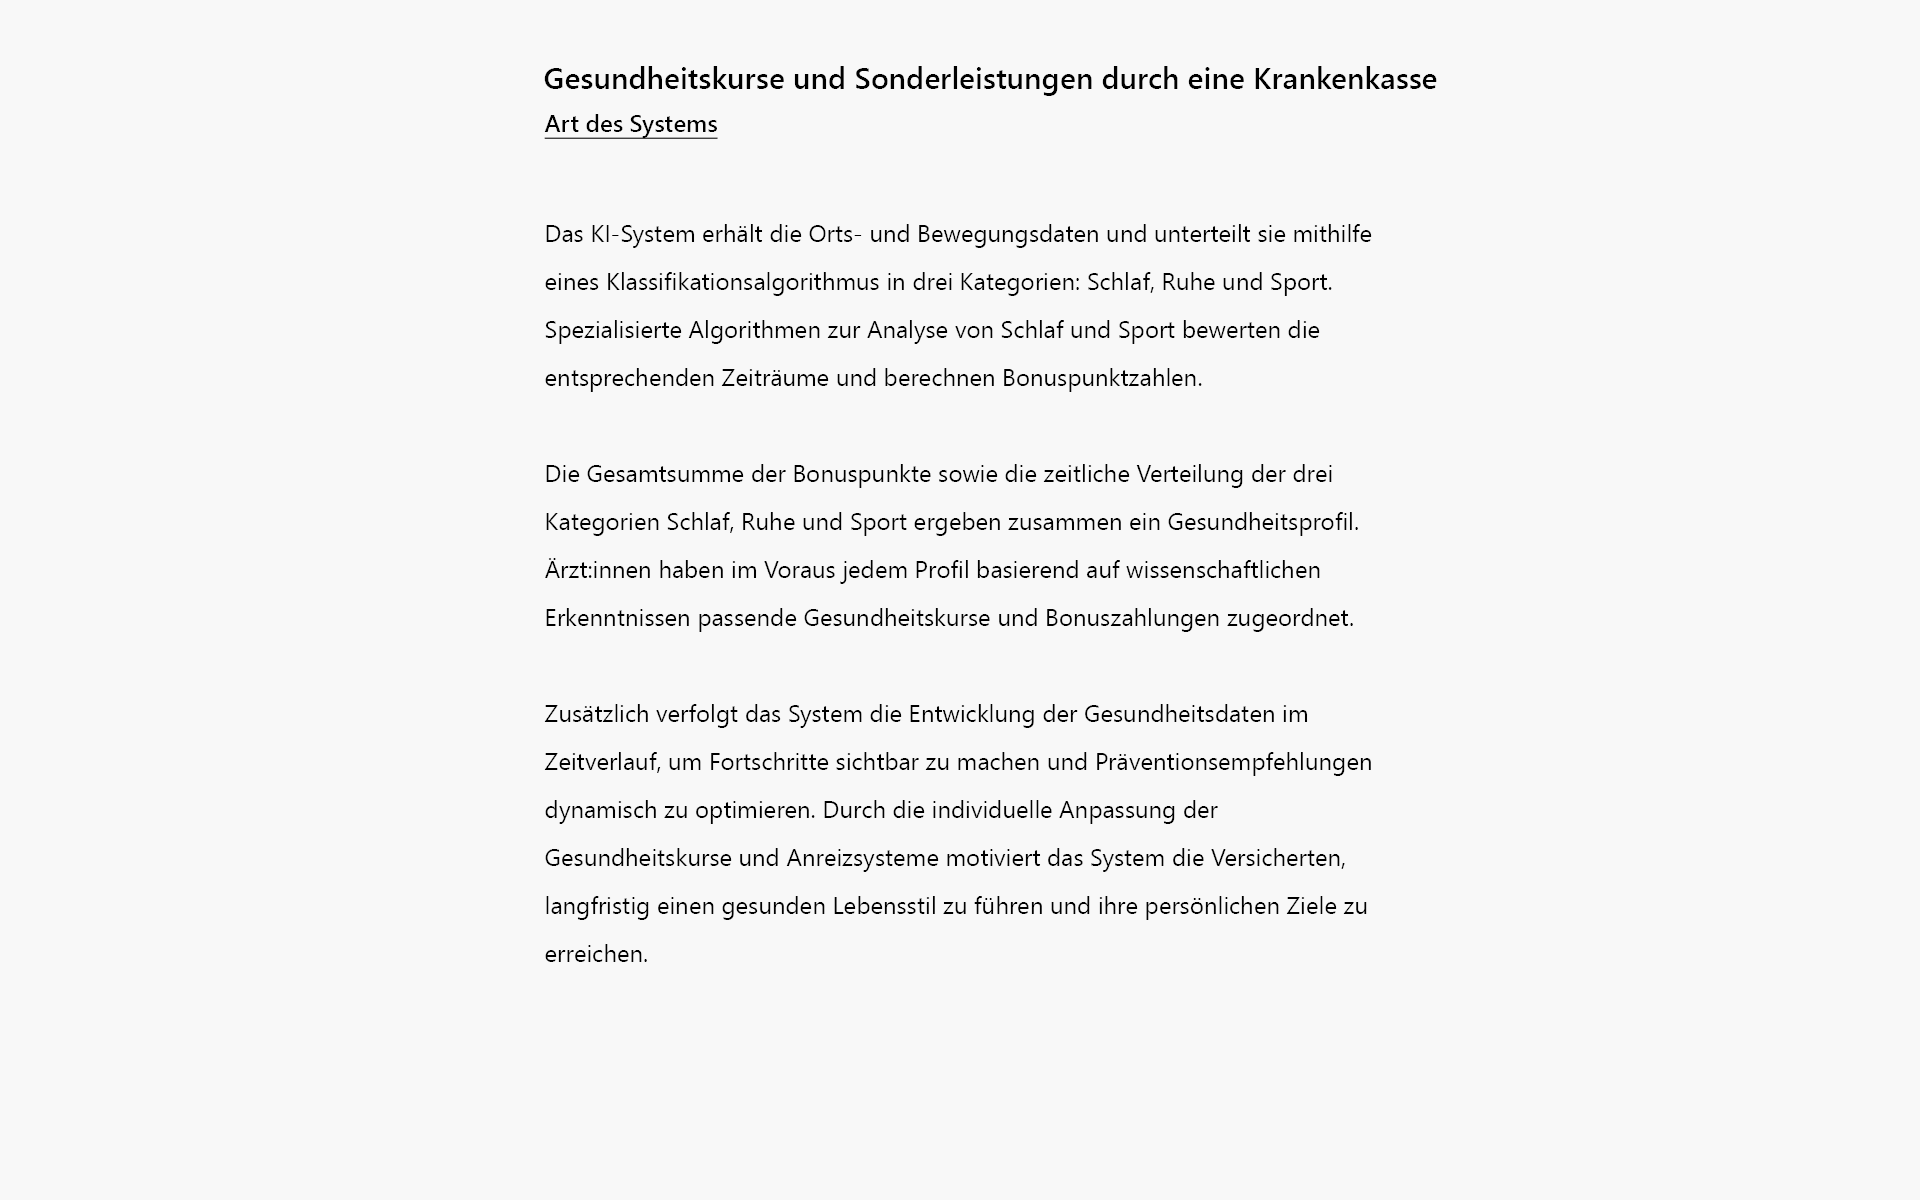 Gesundheitskurse und Sonderleistungen durch eine Krankenkasse
Art des Systems
Das KI-System erhält die Orts- und Bewegungsdaten und unterteilt sie mithilfe
eines Klassifikationsalgorithmus in drei Kategorien: Schlaf, Ruhe und Sport.
Spezialisierte Algorithmen zur Analyse von Schlaf und Sport bewerten die
entsprechenden Zeiträume und berechnen Bonuspunktzahlen.
Die Gesamtsumme der Bonuspunkte sowie die zeitliche Verteilung der drei
Kategorien Schlaf, Ruhe und Sport ergeben zusammen ein Gesundheitsprofil.
Ärzt:innen haben im Voraus jedem Profil basierend auf wissenschaftlichen
Erkenntnissen passende Gesundheitskurse und Bonuszahlungen zugeordnet.
Zusätzlich verfolgt das System die Entwicklung der Gesundheitsdaten im
Zeitverlauf, um Fortschritte sichtbar zu machen und Präventionsempfehlungen
dynamisch zu optimieren. Durch die individuelle Anpassung der
Gesundheitskurse und Anreizsysteme motiviert das System die Versicherten,
langfristig einen gesunden Lebensstil zu führen und ihre persönlichen Ziele zu
erreichen.